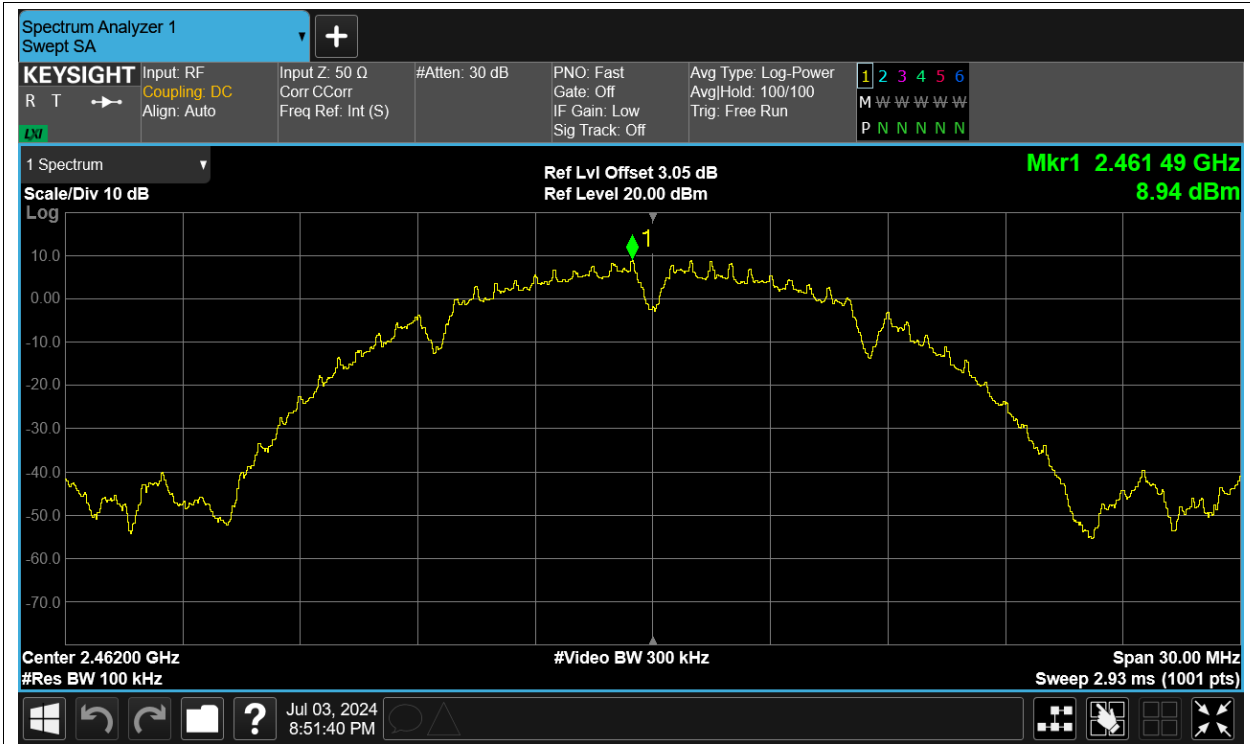 Spectrum Analyzer 1
Swept SA
KEYSIGHT
R T
LXI
Input: RF
Coupling: DC
Align: Auto
Input Z: 50 Ω
Corr CCorr
Freq Ref: Int (S)
#Atten: 30 dB
PNO: Fast
Gate: Off
IF Gain: Low
Sig Track: Off
Avg Type: Log-Power
Avg|Hold: 100/100
Trig: Free Run
1 2 3 4 5 6
M W W W W W
P N N N N N
1 Spectrum
Scale/Div 10 dB
Log
Ref Lvl Offset 3.05 dB
Ref Level 20.00 dBm
Mkr1 2.461 49 GHz
8.94 dBm
1
10.0
0.00
-10.0
-20.0
-30.0
-40.0
-50.0
-60.0
-70.0
Center 2.46200 GHz
#Res BW 100 kHz
#Video BW 300 kHz
Span 30.00 MHz
Sweep 2.93 ms (1001 pts)
?
Jul 03, 2024
8:51:40 PM